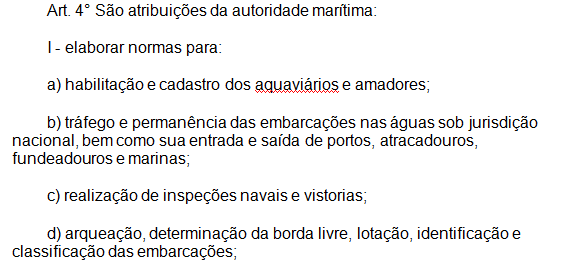 Art. 4° São atribuições da autoridade marítima:
I - elaborar normas para:
a) habilitação e cadastro dos aquaviários e amadores;
b) tráfego e permanência das embarcações nas águas sob jurisdição
nacional, bem como sua entrada e saída de portos, atracadouros,
fundeadouros e marinas;
c) realização de inspeções navais e vistorias;
d) arqueação, determinação da borda livre, lotação, identificação e
classificação das embarcações;